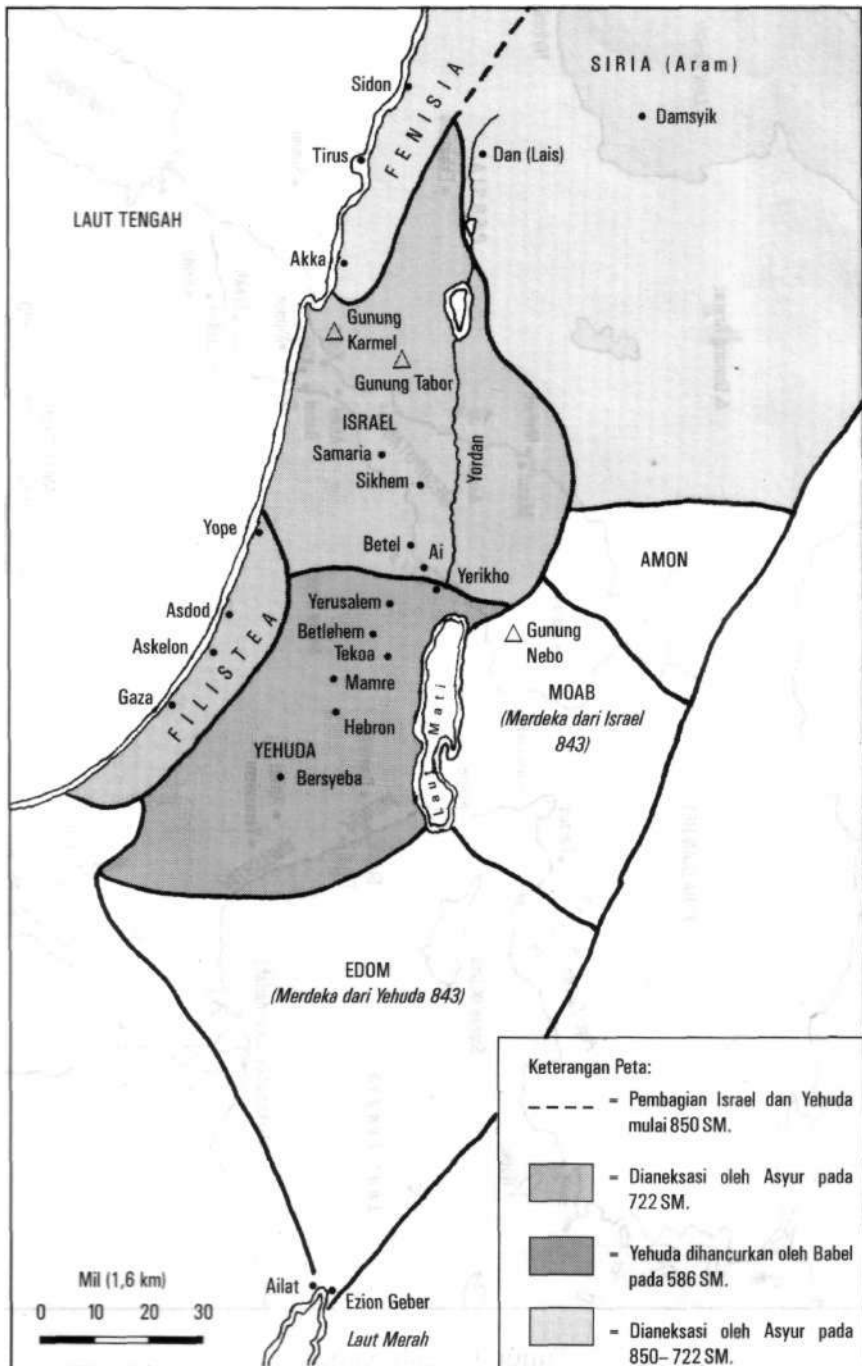 SIRIA (Aram)
Sidon
Damsyik
FENISIA
Tirus
Dan (Lais)
LAUT TENGAH
Akka
Gunung
Karmel
Gunung Tabor
ISRAEL
Samaria
Sikhem
Yordan
Yope
Betel
Ai
AMON
Yerikho
Yerusalem
Asdod
Betlehem
Gunung
Nebo
Askelon
Tekoa
FILISTEA
Mamre
MOAB
(Merdeka dari Israel
843)
Gaza
Hebron
Laut Mati
YEHUDA
Bersyeba
EDOM
(Merdeka dari Yehuda 843)
Keterangan Peta:
= Pembagian Israel dan Yehuda
mulai 850 SM.
= Dianeksasi oleh Asyur pada
722 SM.
= Yehuda dihancurkan oleh Babel
pada 586 SM.
= Dianeksasi oleh Asyur pada
850–722 SM.
Mil (1,6 km)
0 10 20 30
Ailat
Ezion Geber
Laut Merah